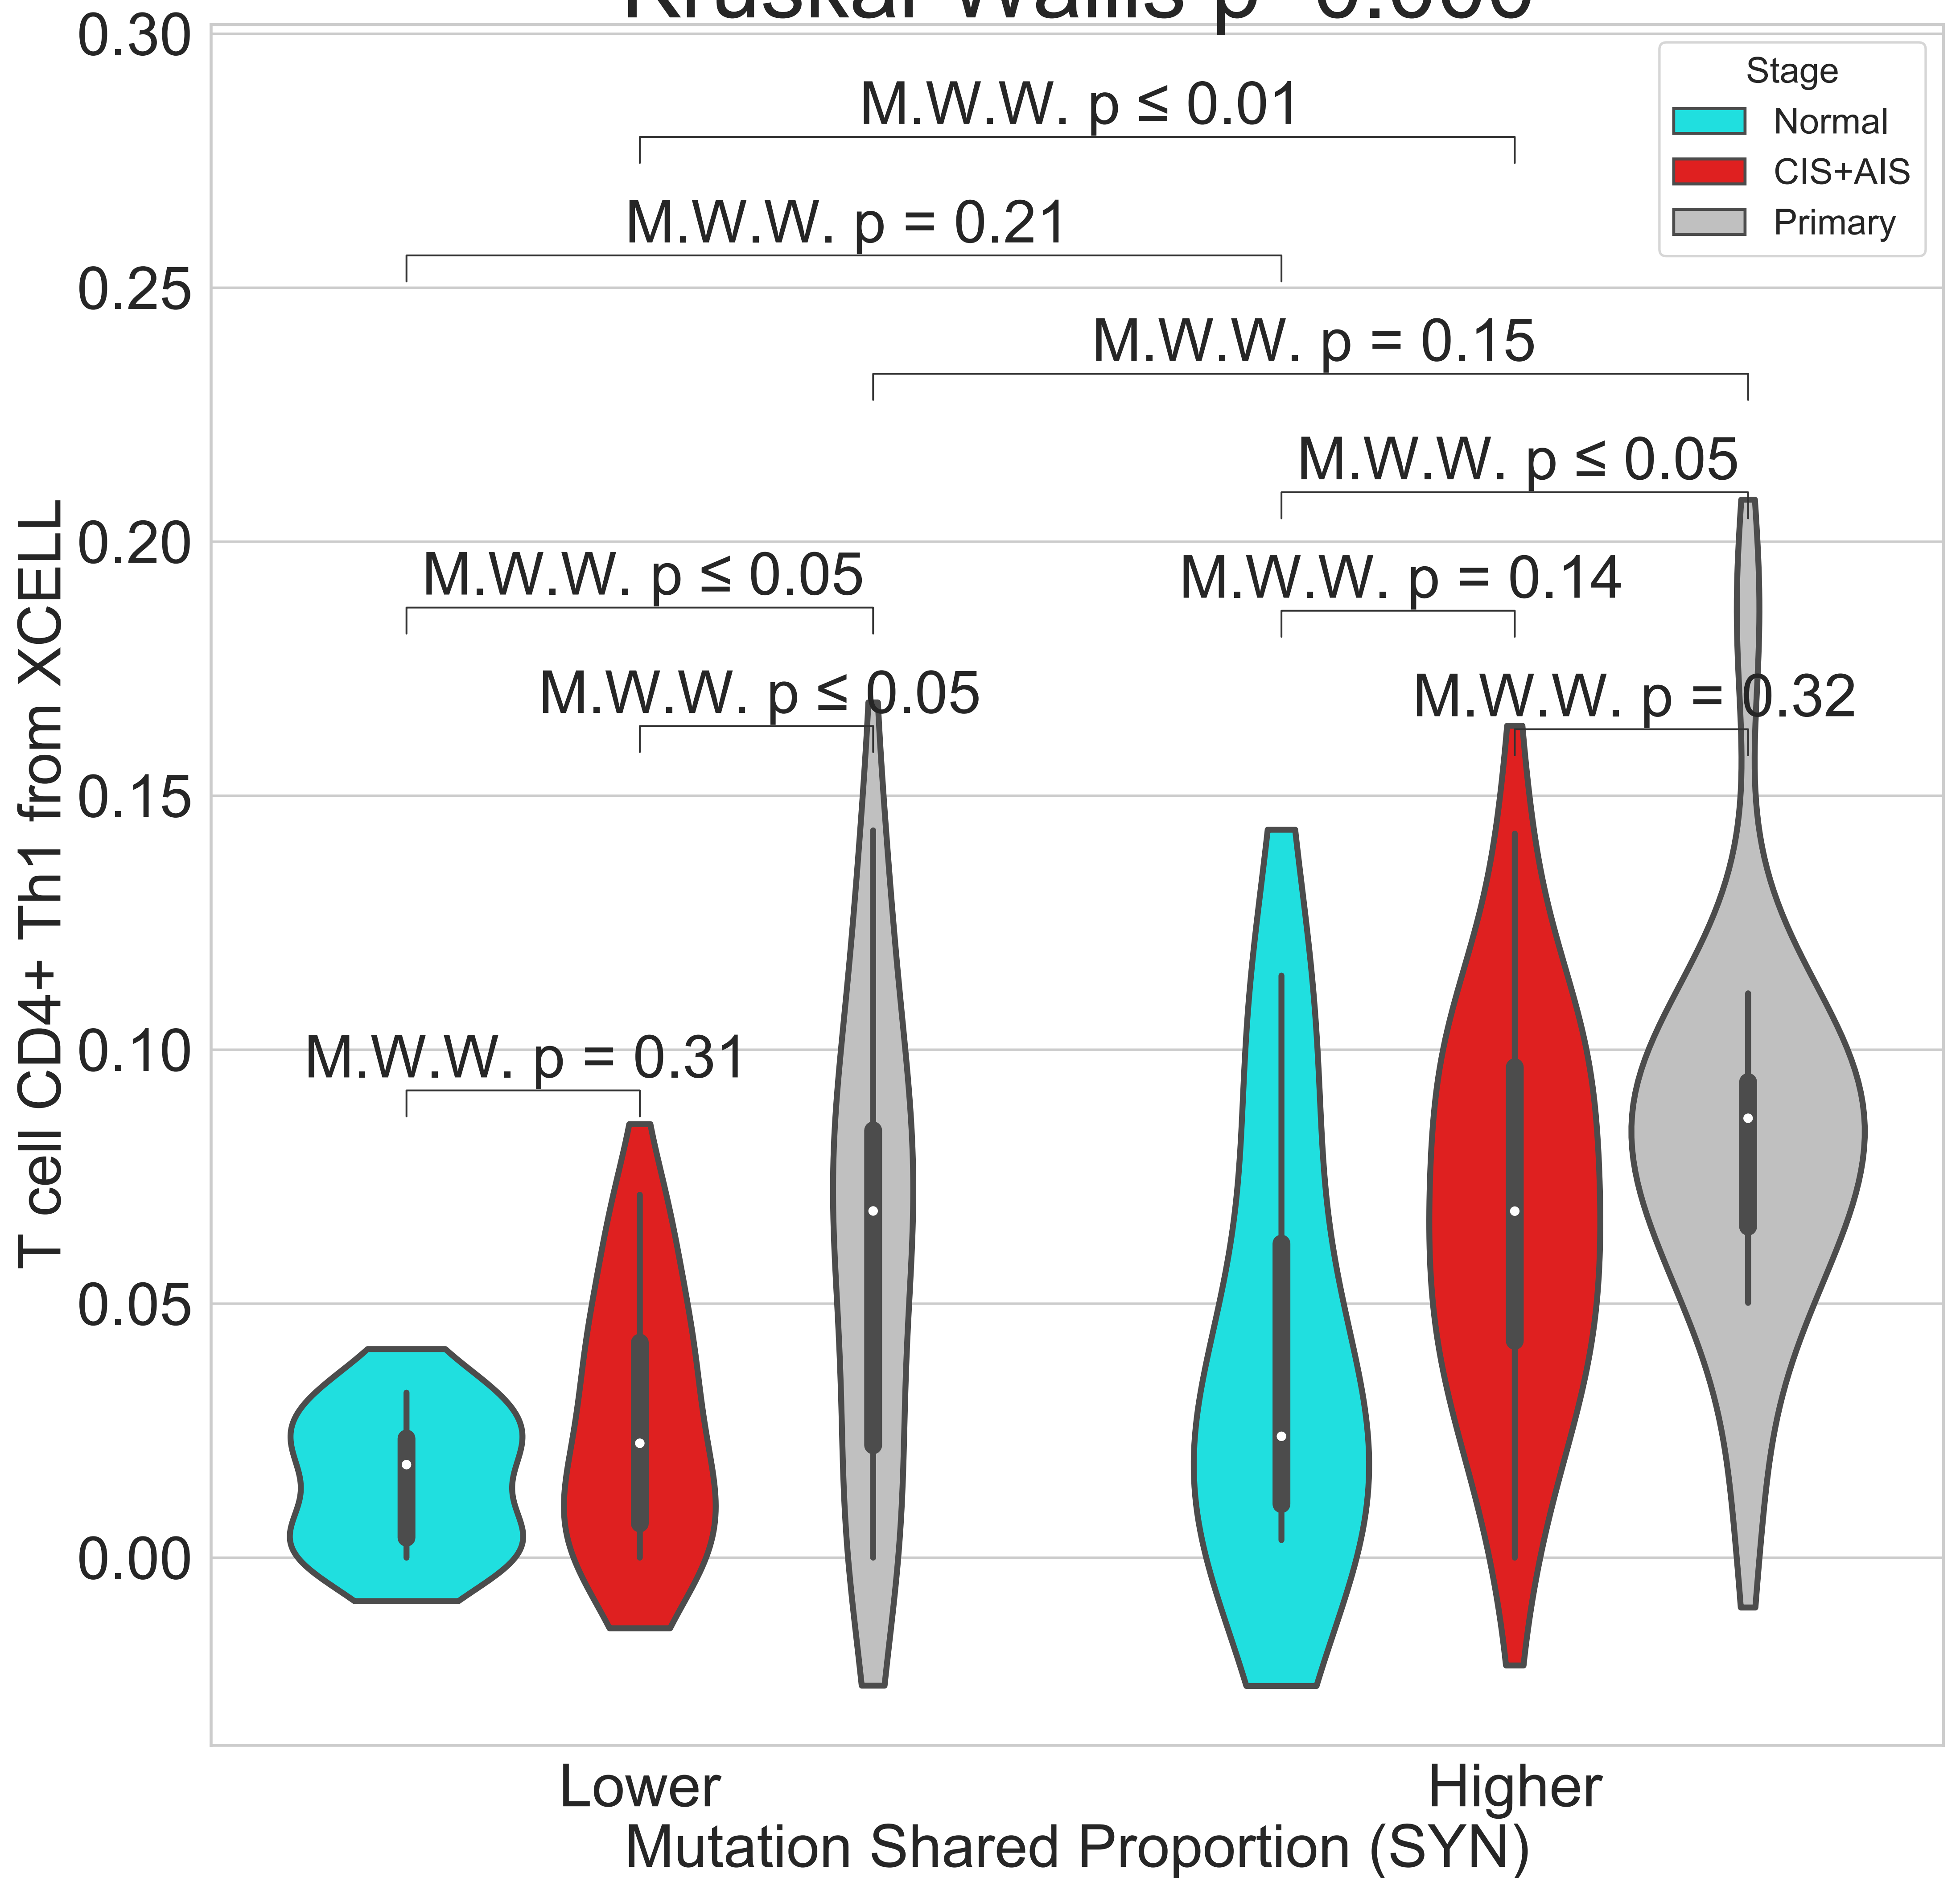 0.30
M.W.W. p ≤ 0.01
Stage
Normal
CIS+AIS
Primary
M.W.W. p = 0.21
0.25
M.W.W. p = 0.15
M.W.W. p ≤ 0.05
0.20
M.W.W. p ≤ 0.05
M.W.W. p = 0.14
M.W.W. p ≤ 0.05
M.W.W. p = 0.32
0.15
T cell CD4+ Th1 from XCELL
0.10
M.W.W. p = 0.31
0.05
0.00
Lower
Higher
Mutation Shared Proportion (SYN)